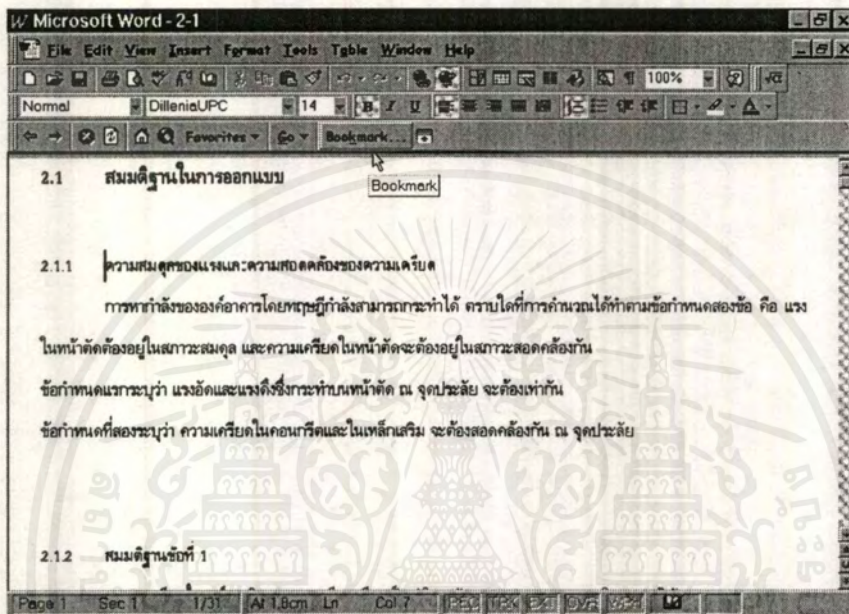 W Microsoft Word - 2-1
File Edit View Insert Format Tools Table Window Help
100%
Normal DilleniaUPC 14 B I U
Favorites Go Bookmark...
Bookmark
2.1 สมมติฐานในการออกแบบ
2.1.1 ความสมดุลของแรงและความสอดคล้องของความเครียด
การหากำลังขององค์อาคารโดยทฤษฎีกำลังสามารถกระทำได้ ตราบใดที่การคำนวณได้ทำตามข้อกำหนดสองข้อ คือ แรง
ในหน้าตัดต้องอยู่ในสภาวะสมดุล และความเครียดในหน้าตัดจะต้องอยู่ในสภาวะสอดคล้องกัน
ข้อกำหนดแรกระบุว่า แรงอัดและแรงดึงซึ่งกระทำบนหน้าตัด ณ จุดประลัย จะต้องเท่ากัน
ข้อกำหนดที่สองระบุว่า ความเครียดในคอนกรีตและในเหล็กเสริม จะต้องสอดคล้องกัน ณ จุดประลัย
2.1.2 สมมติฐานข้อที่ 1
Page 1 Sec 1 1/31 At 1.8cm Ln Col 7 REC TRK EXT OVR WPH